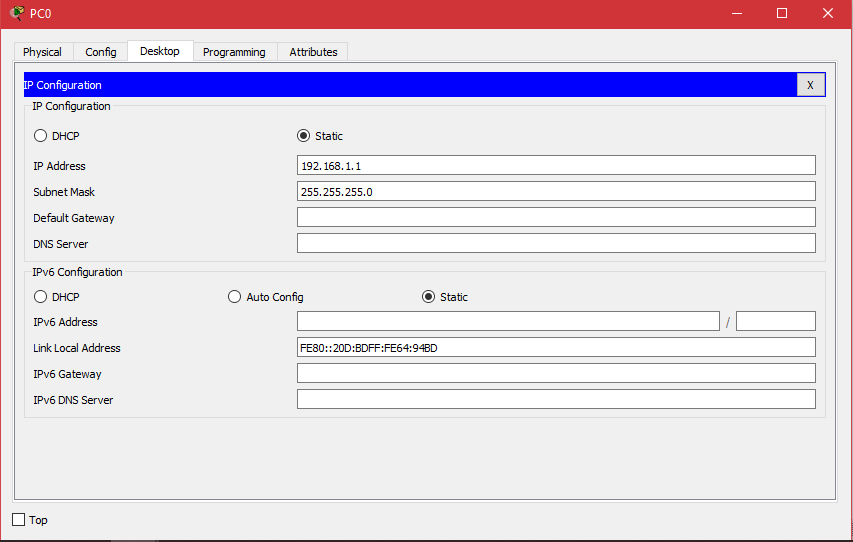 PC0
Physical Config Desktop Programming Attributes
IP Configuration X
IP Configuration
DHCP Static
IP Address 192.168.1.1
Subnet Mask 255.255.255.0
Default Gateway
DNS Server
IPv6 Configuration
DHCP Auto Config Static
IPv6 Address /
Link Local Address FE80::20D:BDFF:FE64:94BD
IPv6 Gateway
IPv6 DNS Server
Top